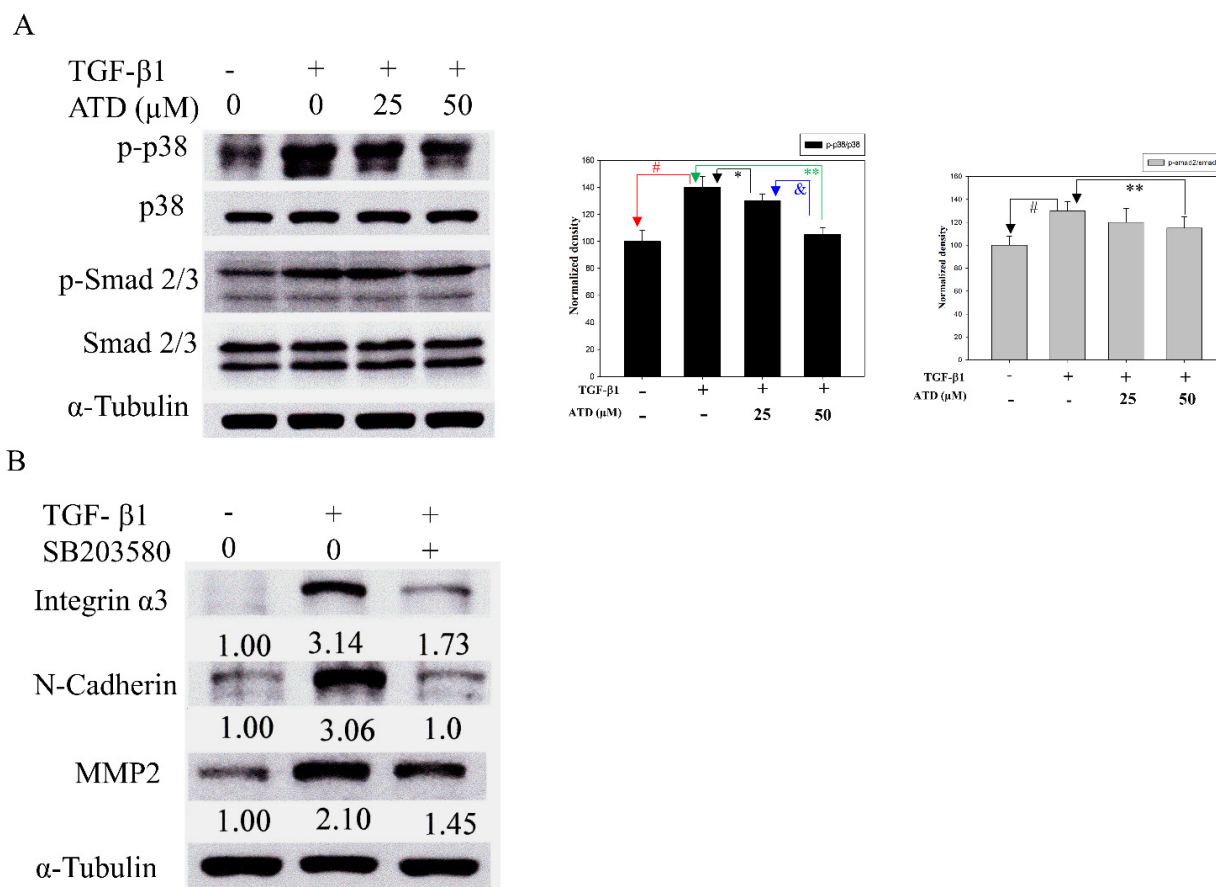 A
TGF-β1 - + + +
ATD (µM) 0 0 25 50
p-p38
p38
p-Smad 2/3
Smad 2/3
α-Tubulin
p-p38/p38
Normalized density
160
140
120
100
80
60
40
20
0
# * ** &
TGF-β1 - + + +
ATD (µM) - - 25 50
p-smad2/smad
Normalized density
160
140
120
100
80
60
40
20
0
# **
TGF-β1 - + + +
ATD (µM) - - 25 50
B
TGF- β1 - + +
SB203580 0 0 +
Integrin α3
1.00 3.14 1.73
N-Cadherin
1.00 3.06 1.0
MMP2
1.00 2.10 1.45
α-Tubulin